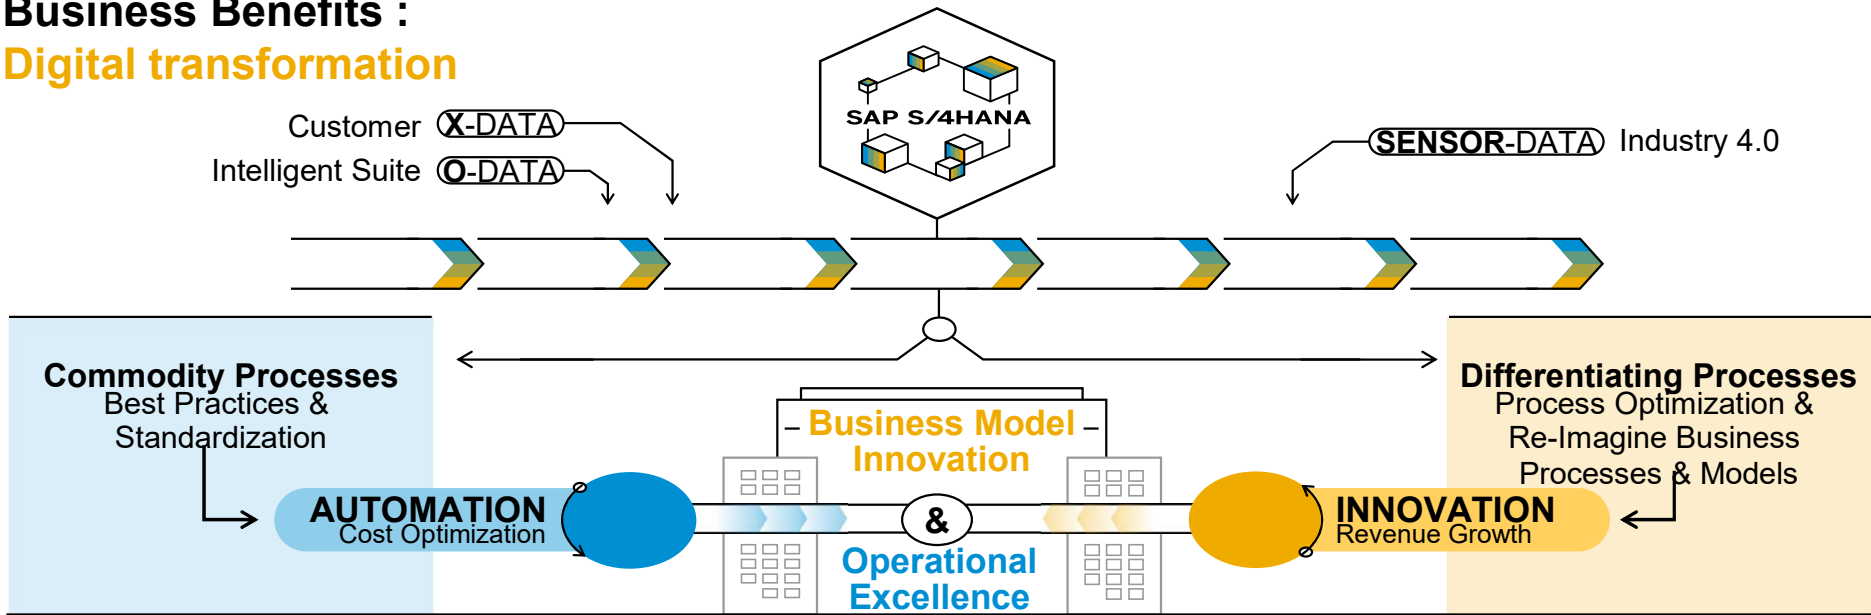 Business Benefits :
Digital transformation
SAP S/4HANA
Customer X-DATA
Intelligent Suite O-DATA
SENSOR-DATA Industry 4.0
Commodity Processes
Best Practices &
Standardization
AUTOMATION
Cost Optimization
Business Model
Innovation
&
Operational
Excellence
Differentiating Processes
Process Optimization &
Re-Imagine Business
Processes & Models
INNOVATION
Revenue Growth